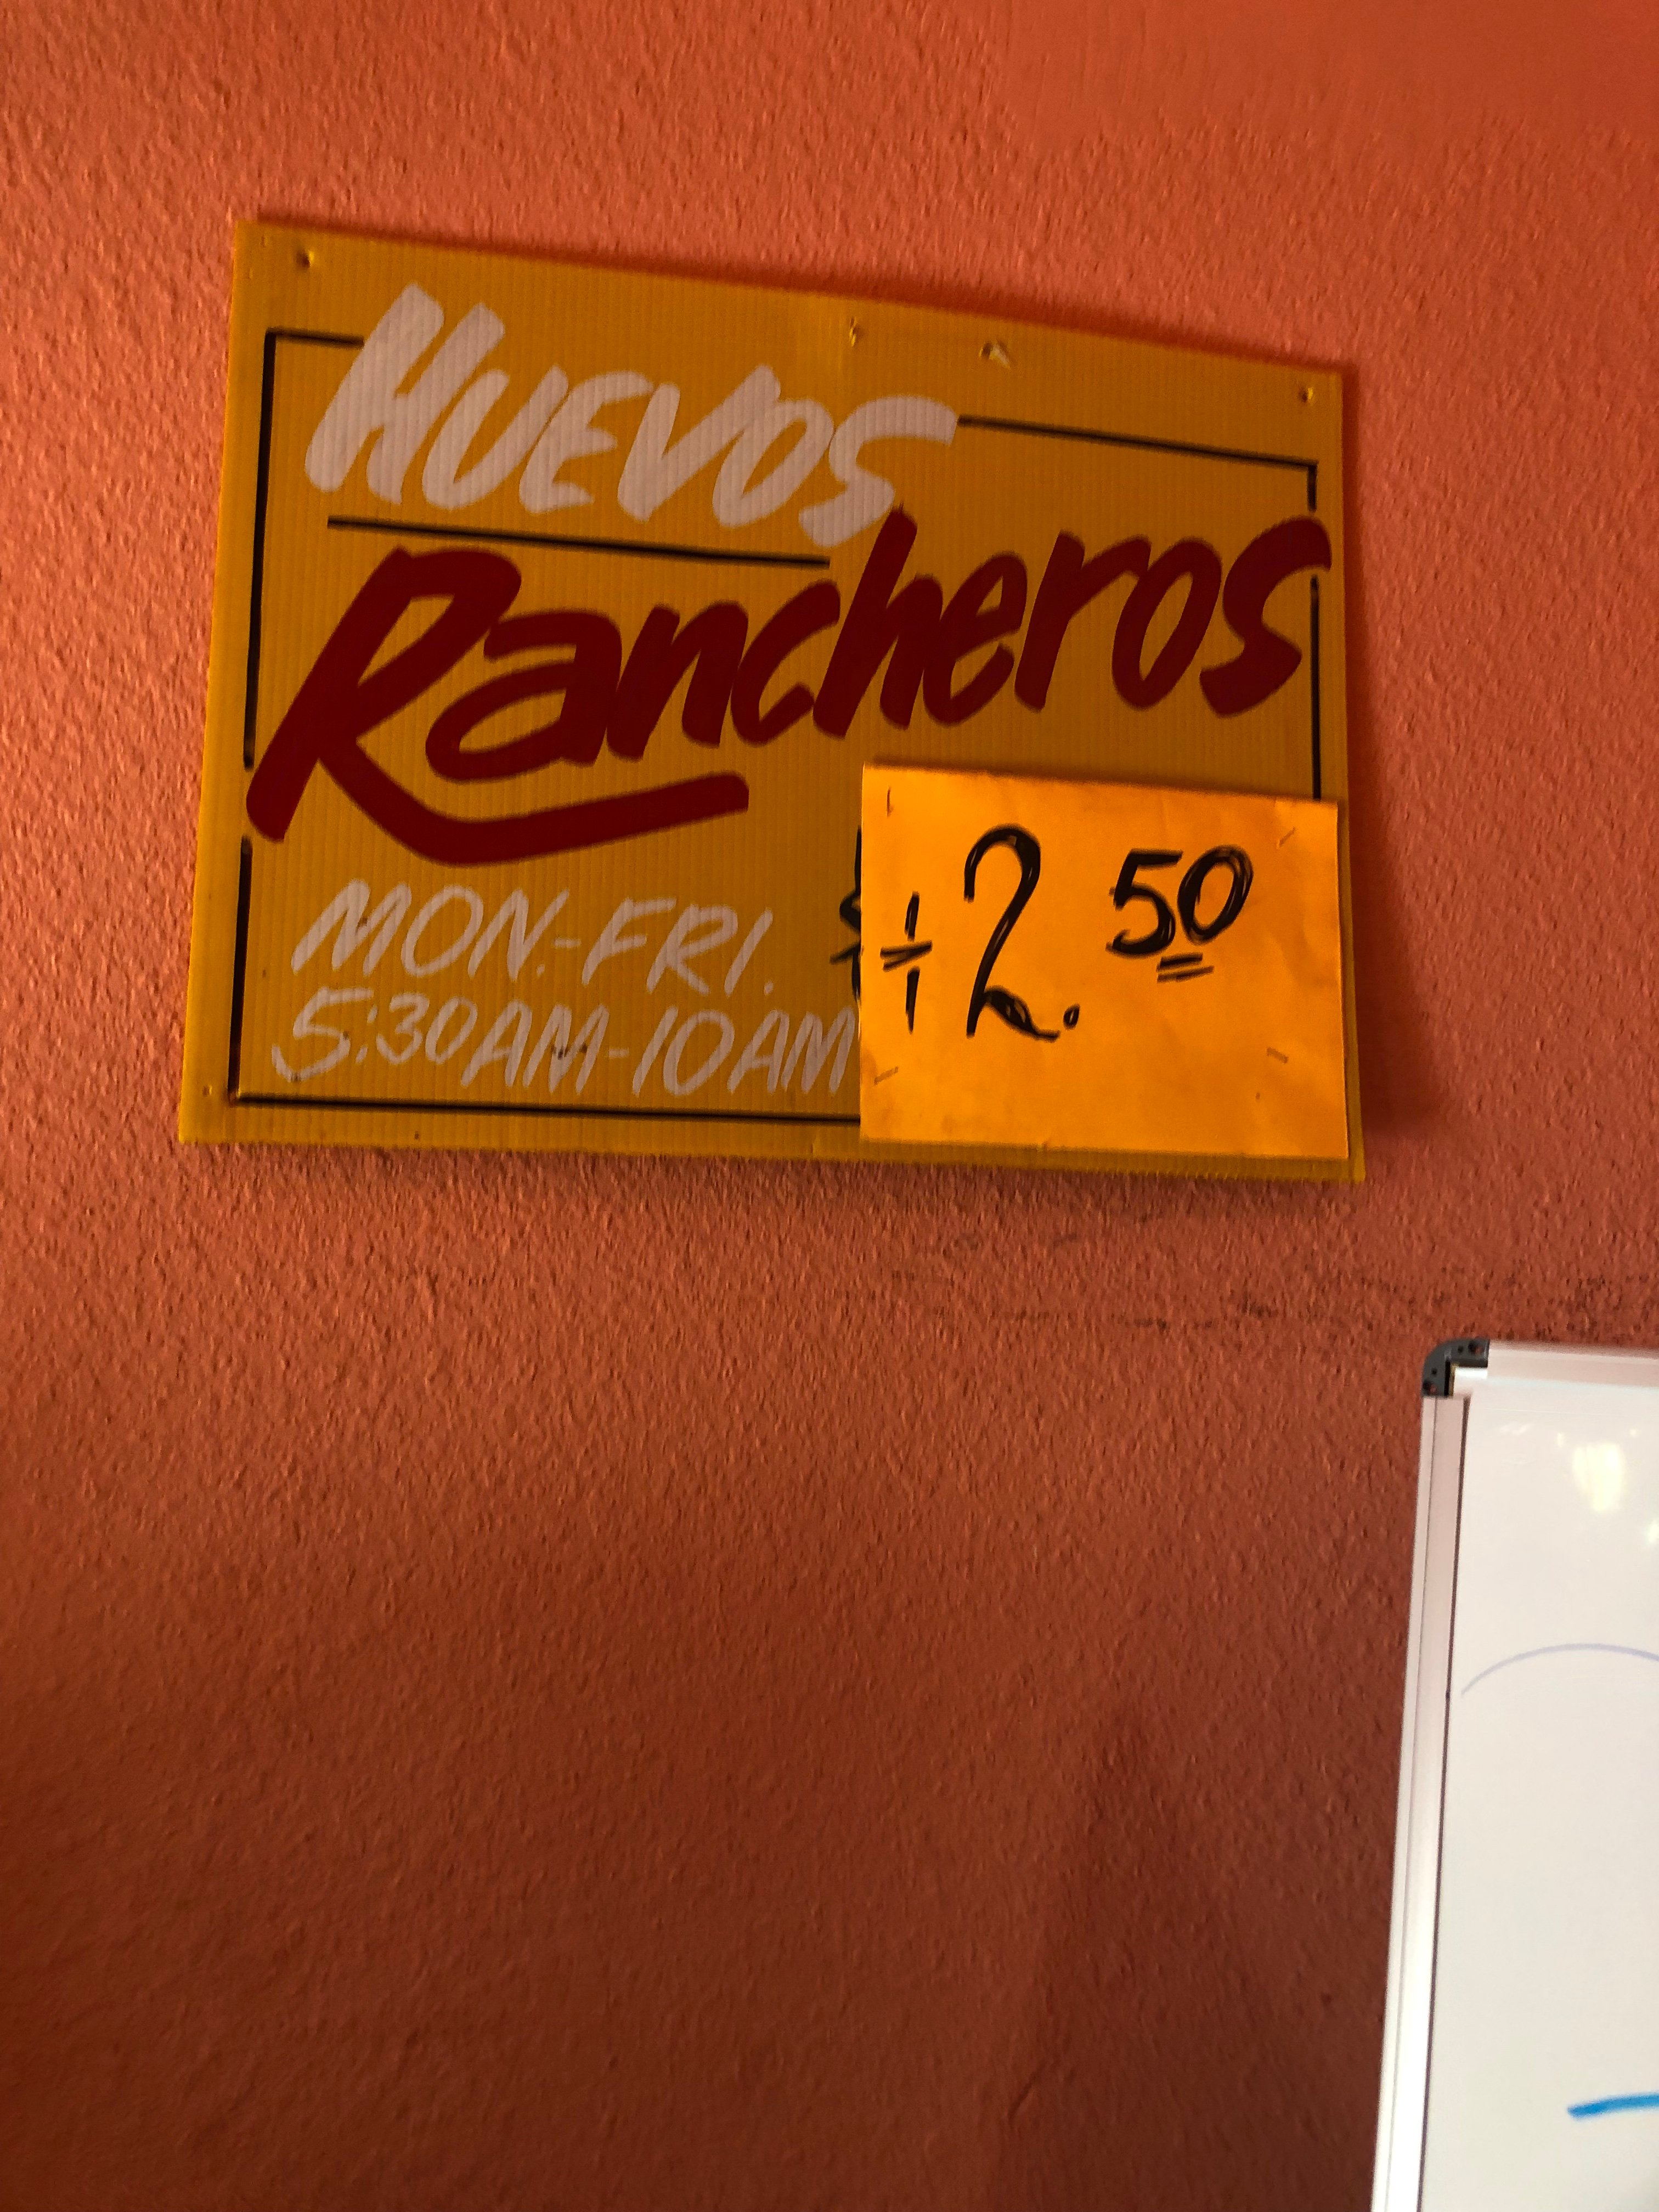 HUEVOS
Rancheros
MON.-FRI.
5:30AM-10AM
2.50